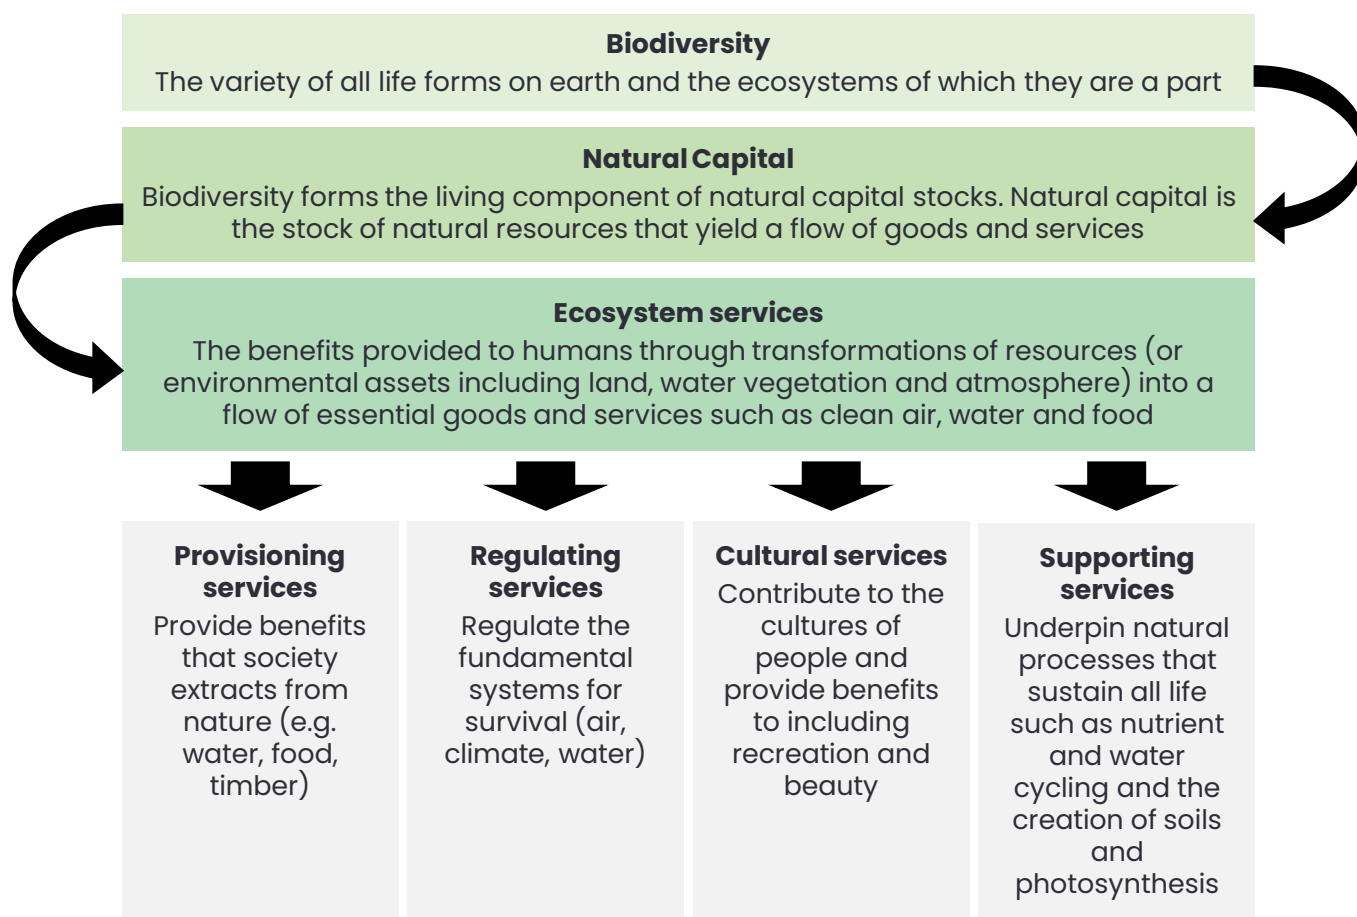 Biodiversity
The variety of all life forms on earth and the ecosystems of which they are a part
Natural Capital
Biodiversity forms the living component of natural capital stocks. Natural capital is
the stock of natural resources that yield a flow of goods and services
Ecosystem services
The benefits provided to humans through transformations of resources (or
environmental assets including land, water vegetation and atmosphere) into a
flow of essential goods and services such as clean air, water and food
Provisioning
services
Provide benefits
that society
extracts from
nature (e.g.
water, food,
timber)
Regulating
services
Regulate the
fundamental
systems for
survival (air,
climate, water)
Cultural services
Contribute to the
cultures of
people and
provide benefits
to including
recreation and
beauty
Supporting
services
Underpin natural
processes that
sustain all life
such as nutrient
and water
cycling and the
creation of soils
and
photosynthesis